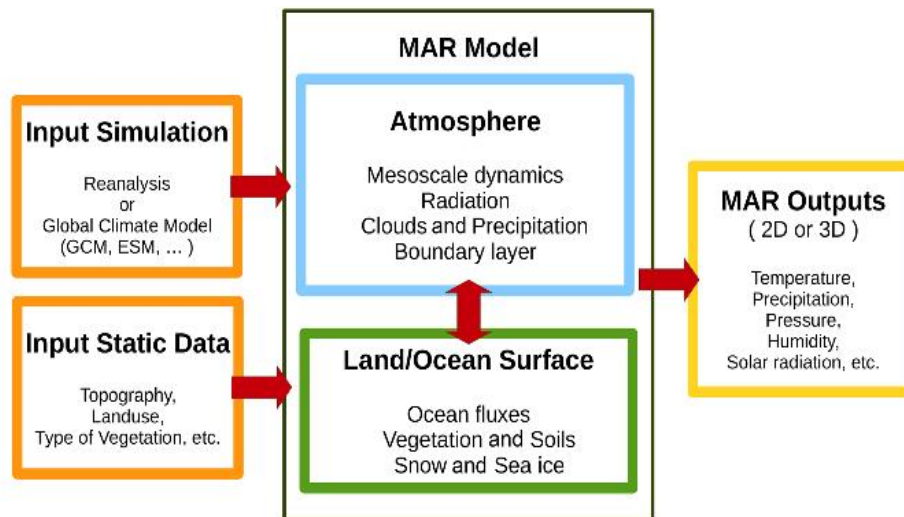 MAR Model
Input Simulation
Reanalysis
or
Global Climate Model
(GCM, ESM, ... )
Input Static Data
Topography,
Landuse,
Type of Vegetation, etc.
Atmosphere
Mesoscale dynamics
Radiation
Clouds and Precipitation
Boundary layer
Land/Ocean Surface
Ocean fluxes
Vegetation and Soils
Snow and Sea ice
MAR Outputs
( 2D or 3D )
Temperature,
Precipitation,
Pressure,
Humidity,
Solar radiation, etc.